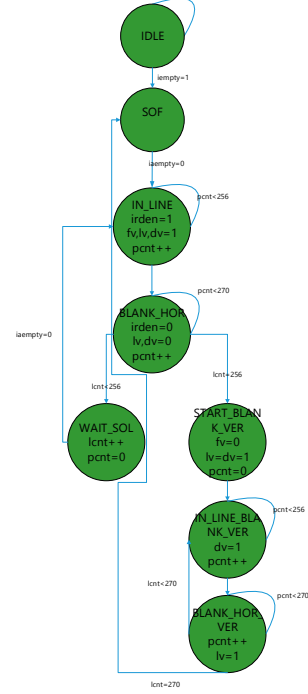 IDLE
iempty=1
SOF
iaempty=0
pcnt<256
IN_LINE
irden=1
fv,lv,dv=1
pcnt++
pcnt<270
BLANK_HOR
irden=0
lv,dv=0
pcnt++
iaempty=0
lcnt<256
lcnt=256
WAIT_SOL
lcnt++
pcnt=0
START_BLAN
K_VER
fv=0
lv=dv=1
pcnt=0
pcnt<256
IN_LINE_BLA
NK_VER
dv=1
pcnt++
lcnt<270
pcnt<270
BLANK_HOR_
VER
pcnt++
lv=1
lcnt=270